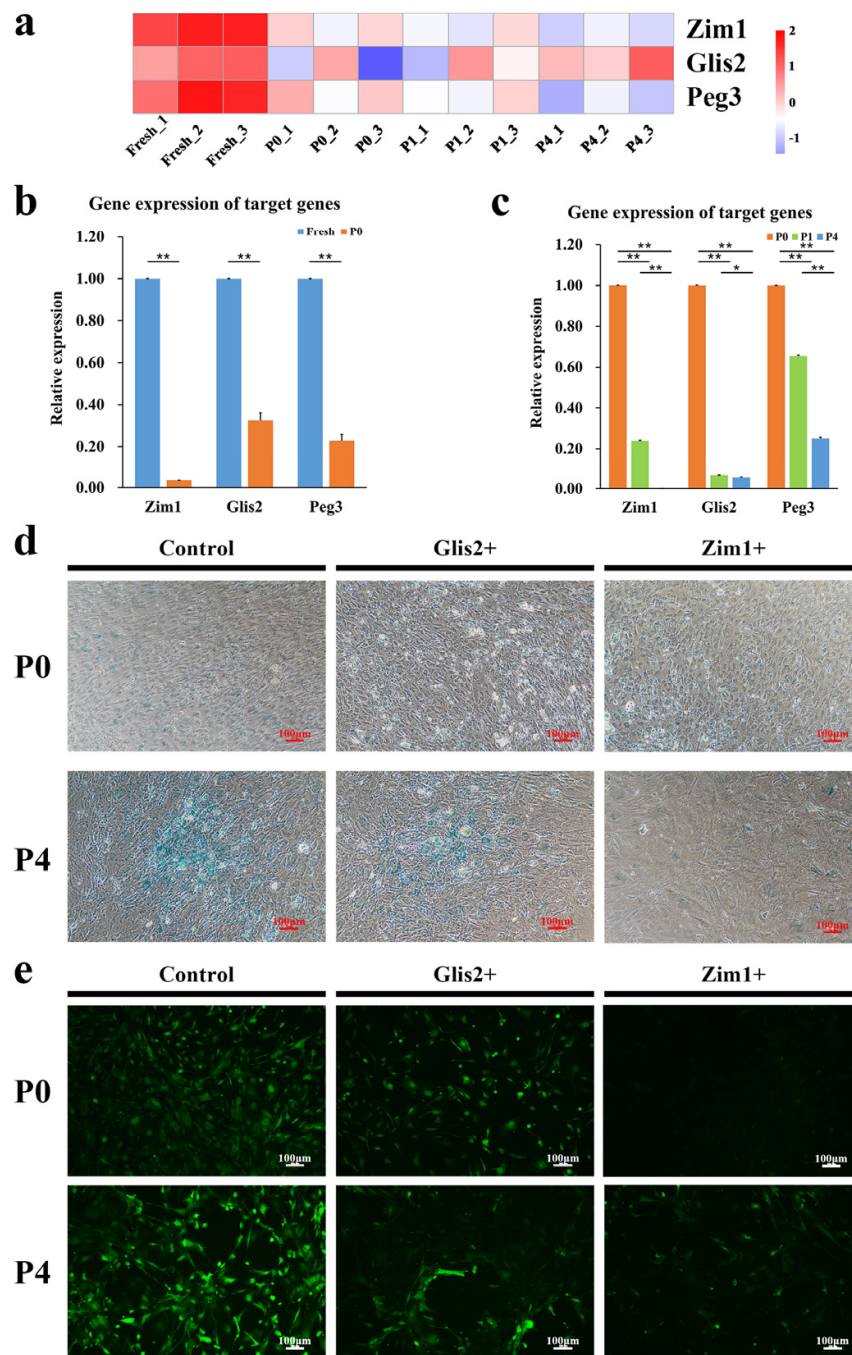 a
Zim1
Glis2
Peg3
2
1
0
-1
Fresh_1 Fresh_2 Fresh_3 P0_1 P0_2 P0_3 P1_1 P1_2 P1_3 P4_1 P4_2 P4_3
b
Gene expression of target genes
Fresh P0
Relative expression
1.20
1.00
0.80
0.60
0.40
0.20
0.00
** ** **
Zim1 Glis2 Peg3
c
Gene expression of target genes
P0 P1 P4
Relative expression
1.20
1.00
0.80
0.60
0.40
0.20
0.00
** ** **
** ** **
** * **
Zim1 Glis2 Peg3
d
Control Glis2+ Zim1+
P0
100μm 100μm 100μm
P4
100μm 100μm 100μm
e
Control Glis2+ Zim1+
P0
100μm 100μm 100μm
P4
100μm 100μm 100μm